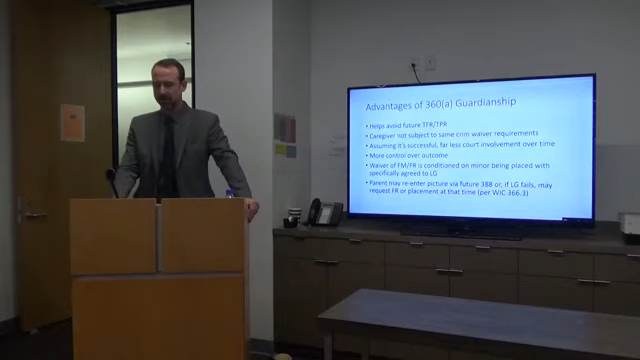 Advantages of 360(a) Guardianship
• Helps avoid future TFR/TPR
• Caregiver not subject to same crim waiver requirements
• Assuming it's successful, far less court involvement over time
• More control over outcome
• Waiver of FM/FR is conditioned on minor being placed with
specifically agreed to LG
• Parent may re-enter picture via future 388 or, if LG fails, may
request FR or placement at that time (per WIC 366.3)